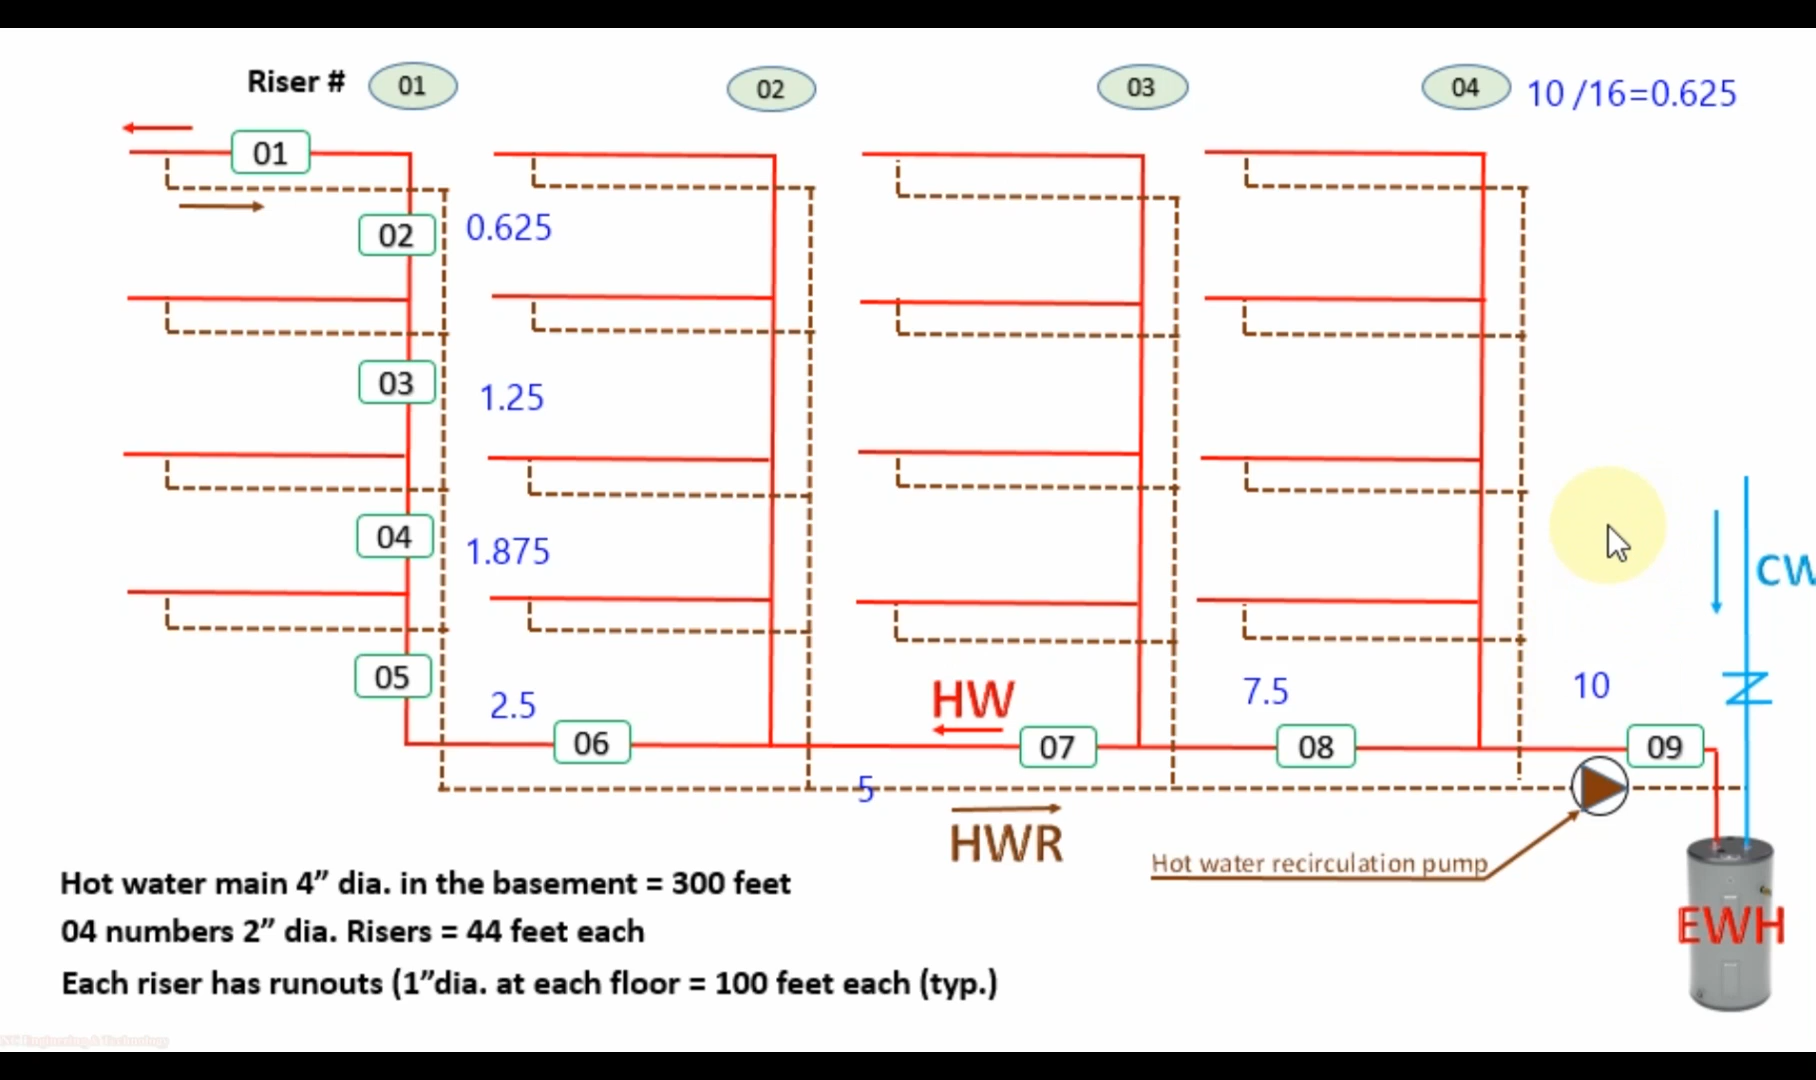 Riser #
01
02
03
04
10 /16=0.625
01
02
0.625
03
1.25
04
1.875
CW
05
2.5
HW
7.5
10
06
07
08
09
5
HWR
Hot water recirculation pump
EWH
Hot water main 4” dia. in the basement = 300 feet
04 numbers 2” dia. Risers = 44 feet each
Each riser has runouts (1”dia. at each floor = 100 feet each (typ.)
Engineering & Technology